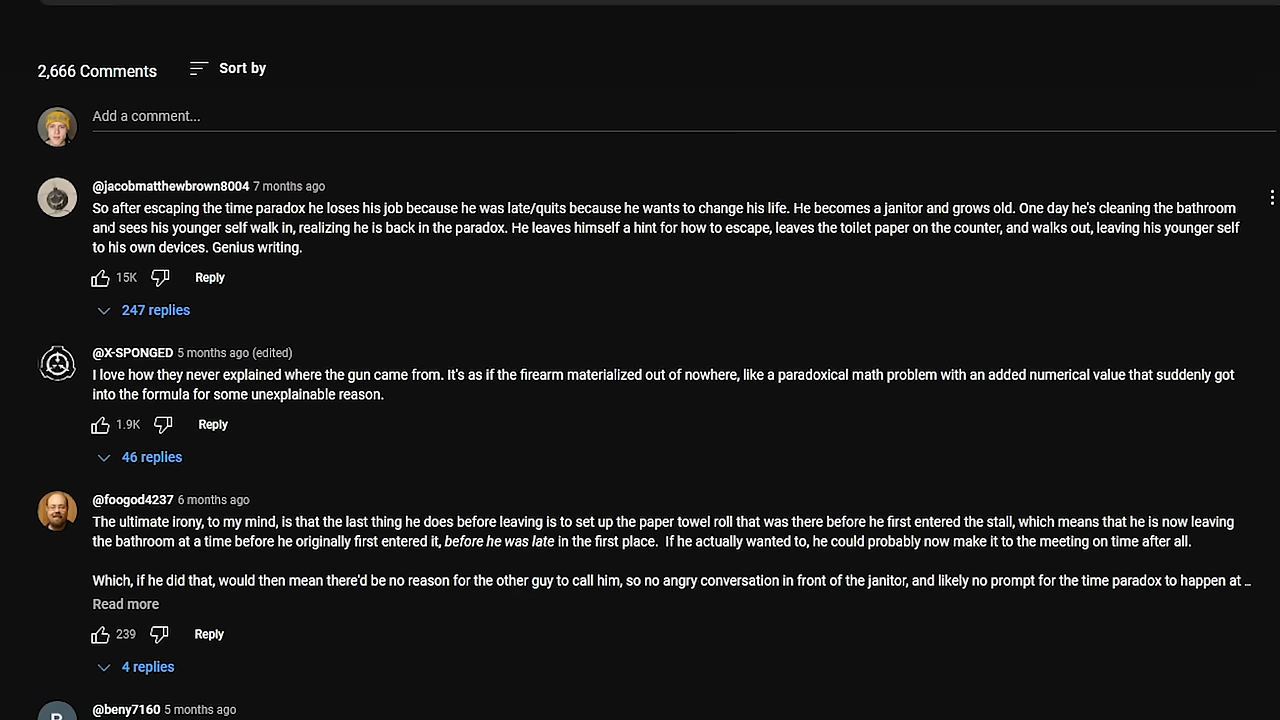 2,666 Comments
Sort by
Add a comment...
@jacobmatthewbrown8004 7 months ago
So after escaping the time paradox he loses his job because he was late/quits because he wants to change his life. He becomes a janitor and grows old. One day he's cleaning the bathroom
and sees his younger self walk in, realizing he is back in the paradox. He leaves himself a hint for how to escape, leaves the toilet paper on the counter, and walks out, leaving his younger self
to his own devices. Genius writing.
15K Reply
247 replies
@X-SPONGED 5 months ago (edited)
I love how they never explained where the gun came from. It's as if the firearm materialized out of nowhere, like a paradoxical math problem with an added numerical value that suddenly got
into the formula for some unexplainable reason.
1.9K Reply
46 replies
@foogod4237 6 months ago
The ultimate irony, to my mind, is that the last thing he does before leaving is to set up the paper towel roll that was there before he first entered the stall, which means that he is now leaving
the bathroom at a time before he originally first entered it, before he was late in the first place.  If he actually wanted to, he could probably now make it to the meeting on time after all.
Which, if he did that, would then mean there'd be no reason for the other guy to call him, so no angry conversation in front of the janitor, and likely no prompt for the time paradox to happen at ...
Read more
239 Reply
4 replies
@beny7160 5 months ago